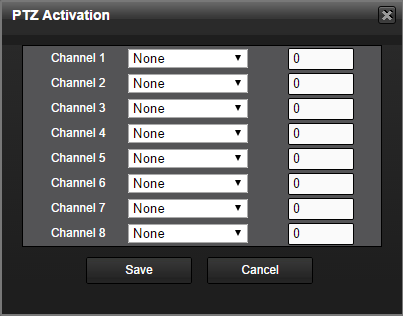 PTZ Activation
Channel 1 None 0
Channel 2 None 0
Channel 3 None 0
Channel 4 None 0
Channel 5 None 0
Channel 6 None 0
Channel 7 None 0
Channel 8 None 0
Save Cancel